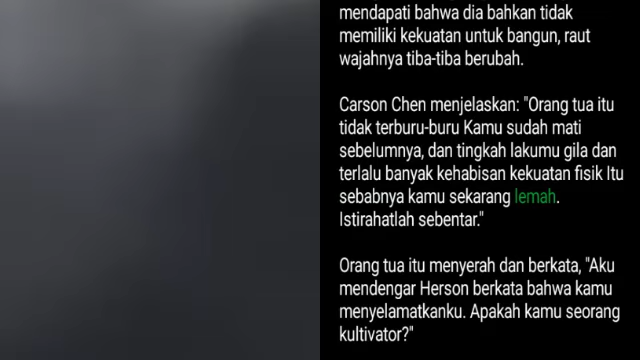 mendapati bahwa dia bahkan tidak
memiliki kekuatan untuk bangun, raut
wajahnya tiba-tiba berubah.
Carson Chen menjelaskan: "Orang tua itu
tidak terburu-buru Kamu sudah mati
sebelumnya, dan tingkah lakumu gila dan
terlalu banyak kehabisan kekuatan fisik Itu
sebabnya kamu sekarang lemah.
Istirahatlah sebentar."
Orang tua itu menyerah dan berkata, "Aku
mendengar Herson berkata bahwa kamu
menyelamatkanku. Apakah kamu seorang
kultivator?"